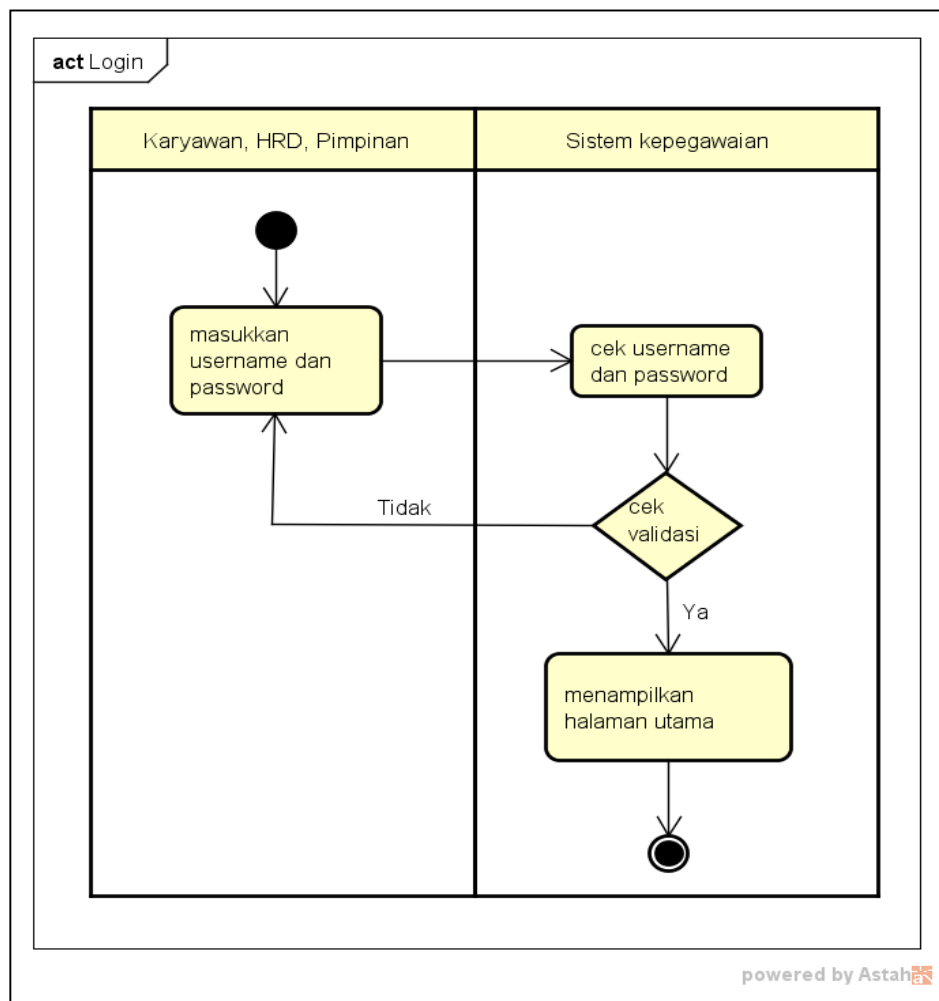 act Login
Karyawan, HRD, Pimpinan
Sistem kepegawaian
masukkan
username dan
password
cek username
dan password
Tidak
cek
validasi
Ya
menampilkan
halaman utama
powered by Astah